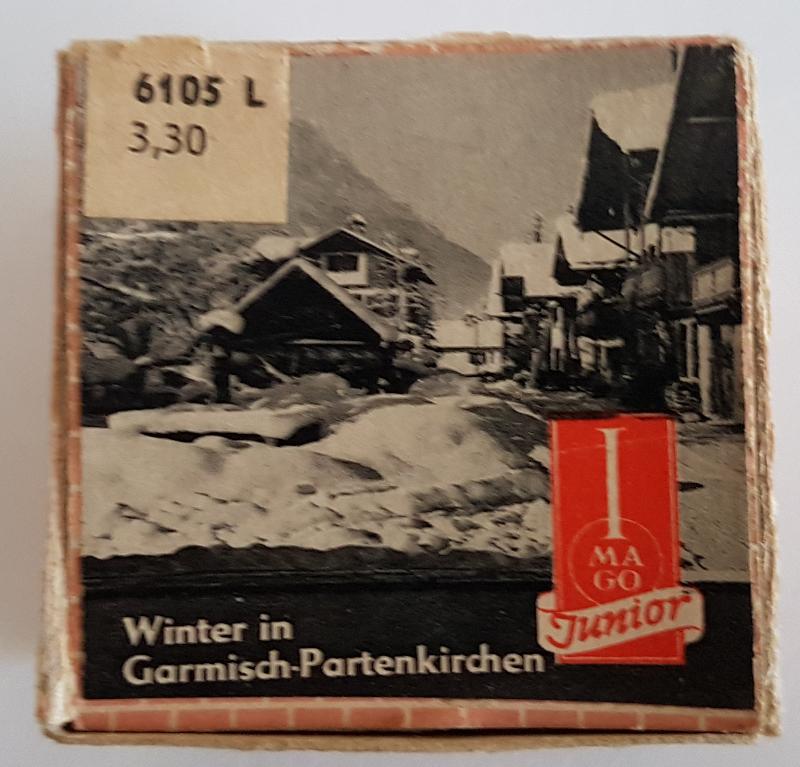 6105 L
3,30
I
MA
GO
Junior
Winter in
Garmisch-Partenkirchen